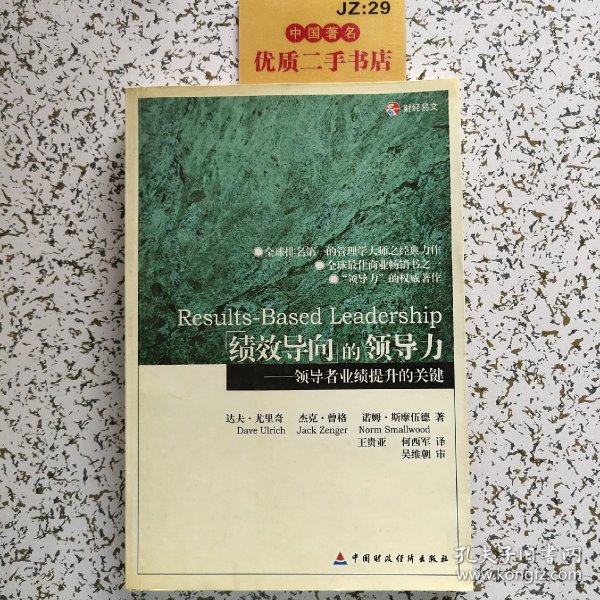 JZ:29
中国著名
优质二手书店
财经易文
全球排名第一的管理学大师之经典力作
全球最佳商业畅销书之一
“领导力”的权威著作
Results-Based Leadership
绩效导向的领导力
——领导者业绩提升的关键
达夫·尤里奇 杰克·曾格 诺姆·斯摩伍德 著
Dave Ulrich Jack Zenger Norm Smallwood
王贵亚 何西军 译
吴维朝 审
中国财政经济出版社
孔夫子旧书网
www.kongfz.com